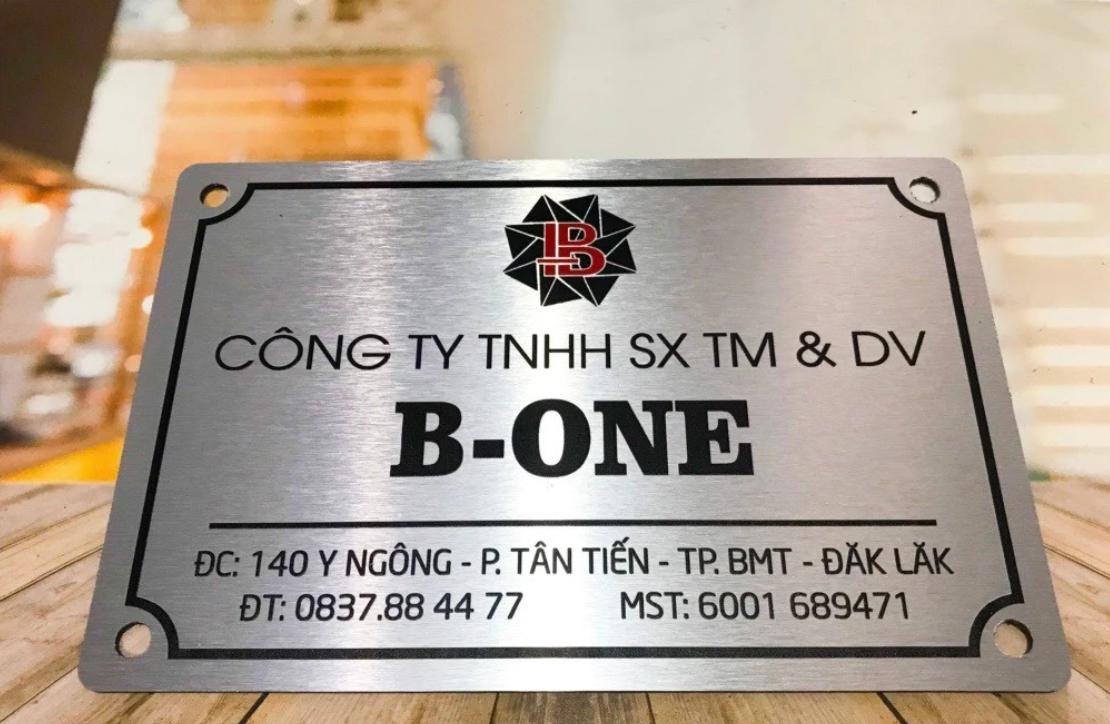 B
CÔNG TY TNHH SX TM & DV
B-ONE
ĐC: 140 Y NGÔNG - P. TÂN TIẾN - TP. BMT - ĐĂK LĂK
ĐT: 0837.88 44 77 MST: 6001 689471